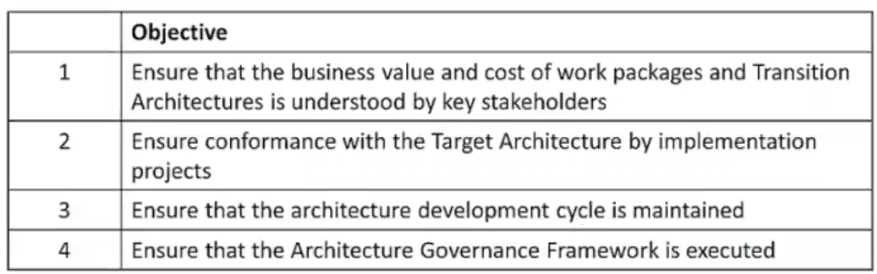 Objective
1 Ensure that the business value and cost of work packages and Transition
Architectures is understood by key stakeholders
2 Ensure conformance with the Target Architecture by implementation
projects
3 Ensure that the architecture development cycle is maintained
4 Ensure that the Architecture Governance Framework is executed